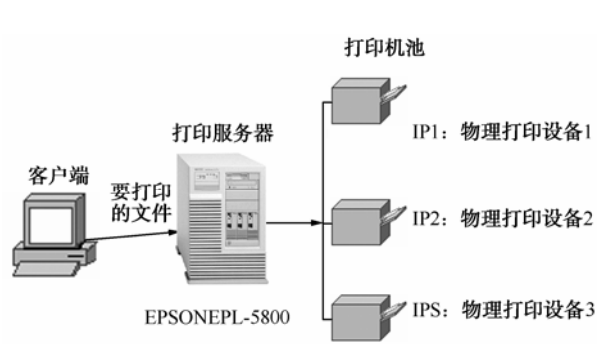 打印机池
IP1：物理打印设备1
打印服务器
客户端
要打印
的文件
IP2：物理打印设备2
EPSONEPL-5800
IPS：物理打印设备3